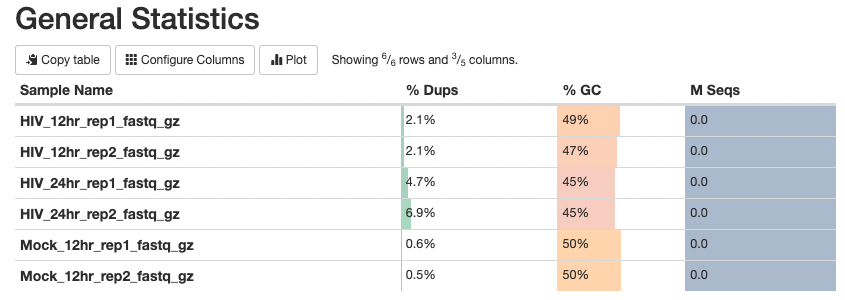 General Statistics
Copy table Configure Columns Plot Showing 6/6 rows and 3/5 columns.
Sample Name % Dups % GC M Seqs
HIV_12hr_rep1_fastq_gz 2.1% 49% 0.0
HIV_12hr_rep2_fastq_gz 2.1% 47% 0.0
HIV_24hr_rep1_fastq_gz 4.7% 45% 0.0
HIV_24hr_rep2_fastq_gz 6.9% 45% 0.0
Mock_12hr_rep1_fastq_gz 0.6% 50% 0.0
Mock_12hr_rep2_fastq_gz 0.5% 50% 0.0